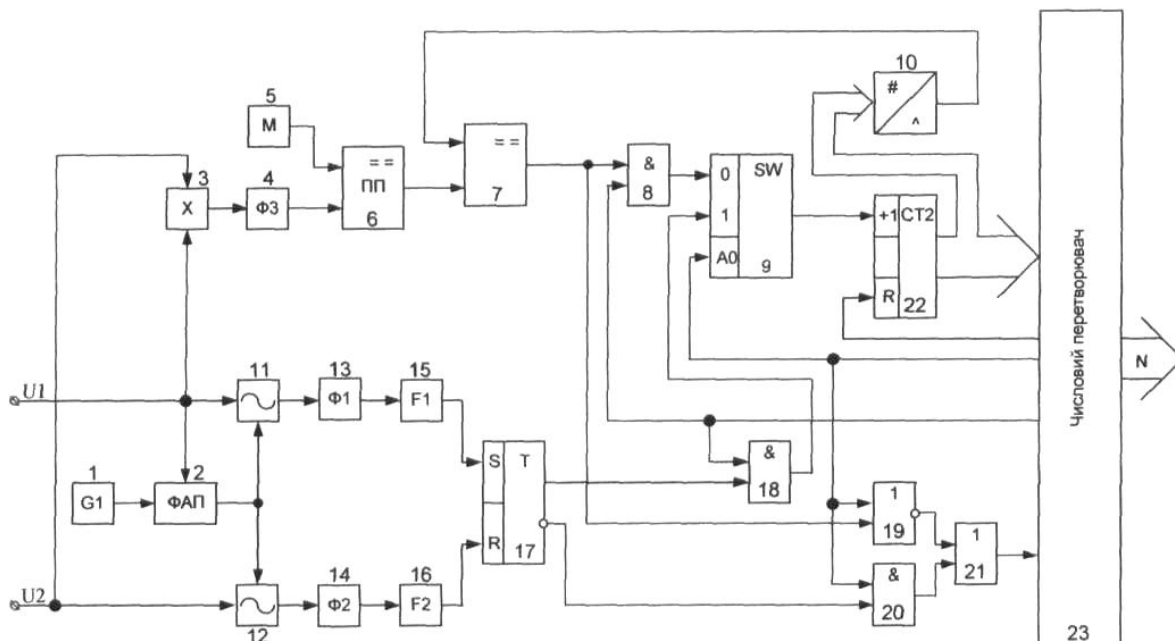 10
#
^
5
M
= =
ПП
6
= =
7
&
8
0
SW
1
A0
9
+1
CT2
R
22
3
X
4
Ф3
U1
11
13
Ф1
15
F1
1
G1
2
ФАП
S
T
R
17
&
18
1
19
1
21
&
20
U2
12
14
Ф2
16
F2
Числовий перетворювач
N
23